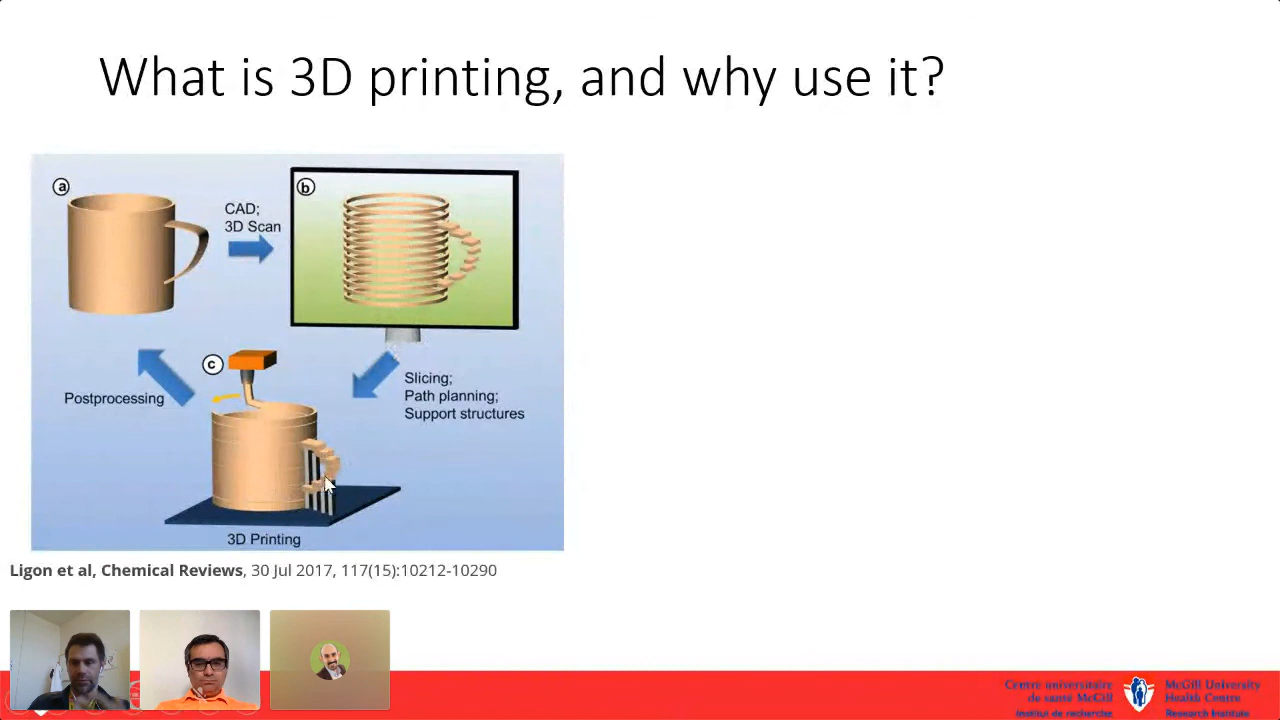 What is 3D printing, and why use it?
a
CAD;
3D Scan
b
c
Slicing;
Path planning;
Support structures
Postprocessing
3D Printing
Ligon et al, Chemical Reviews, 30 Jul 2017, 117(15):10212-10290
Centre universitaire
de santé McGill
Institut de recherche
McGill University
Health Centre
Research Institute